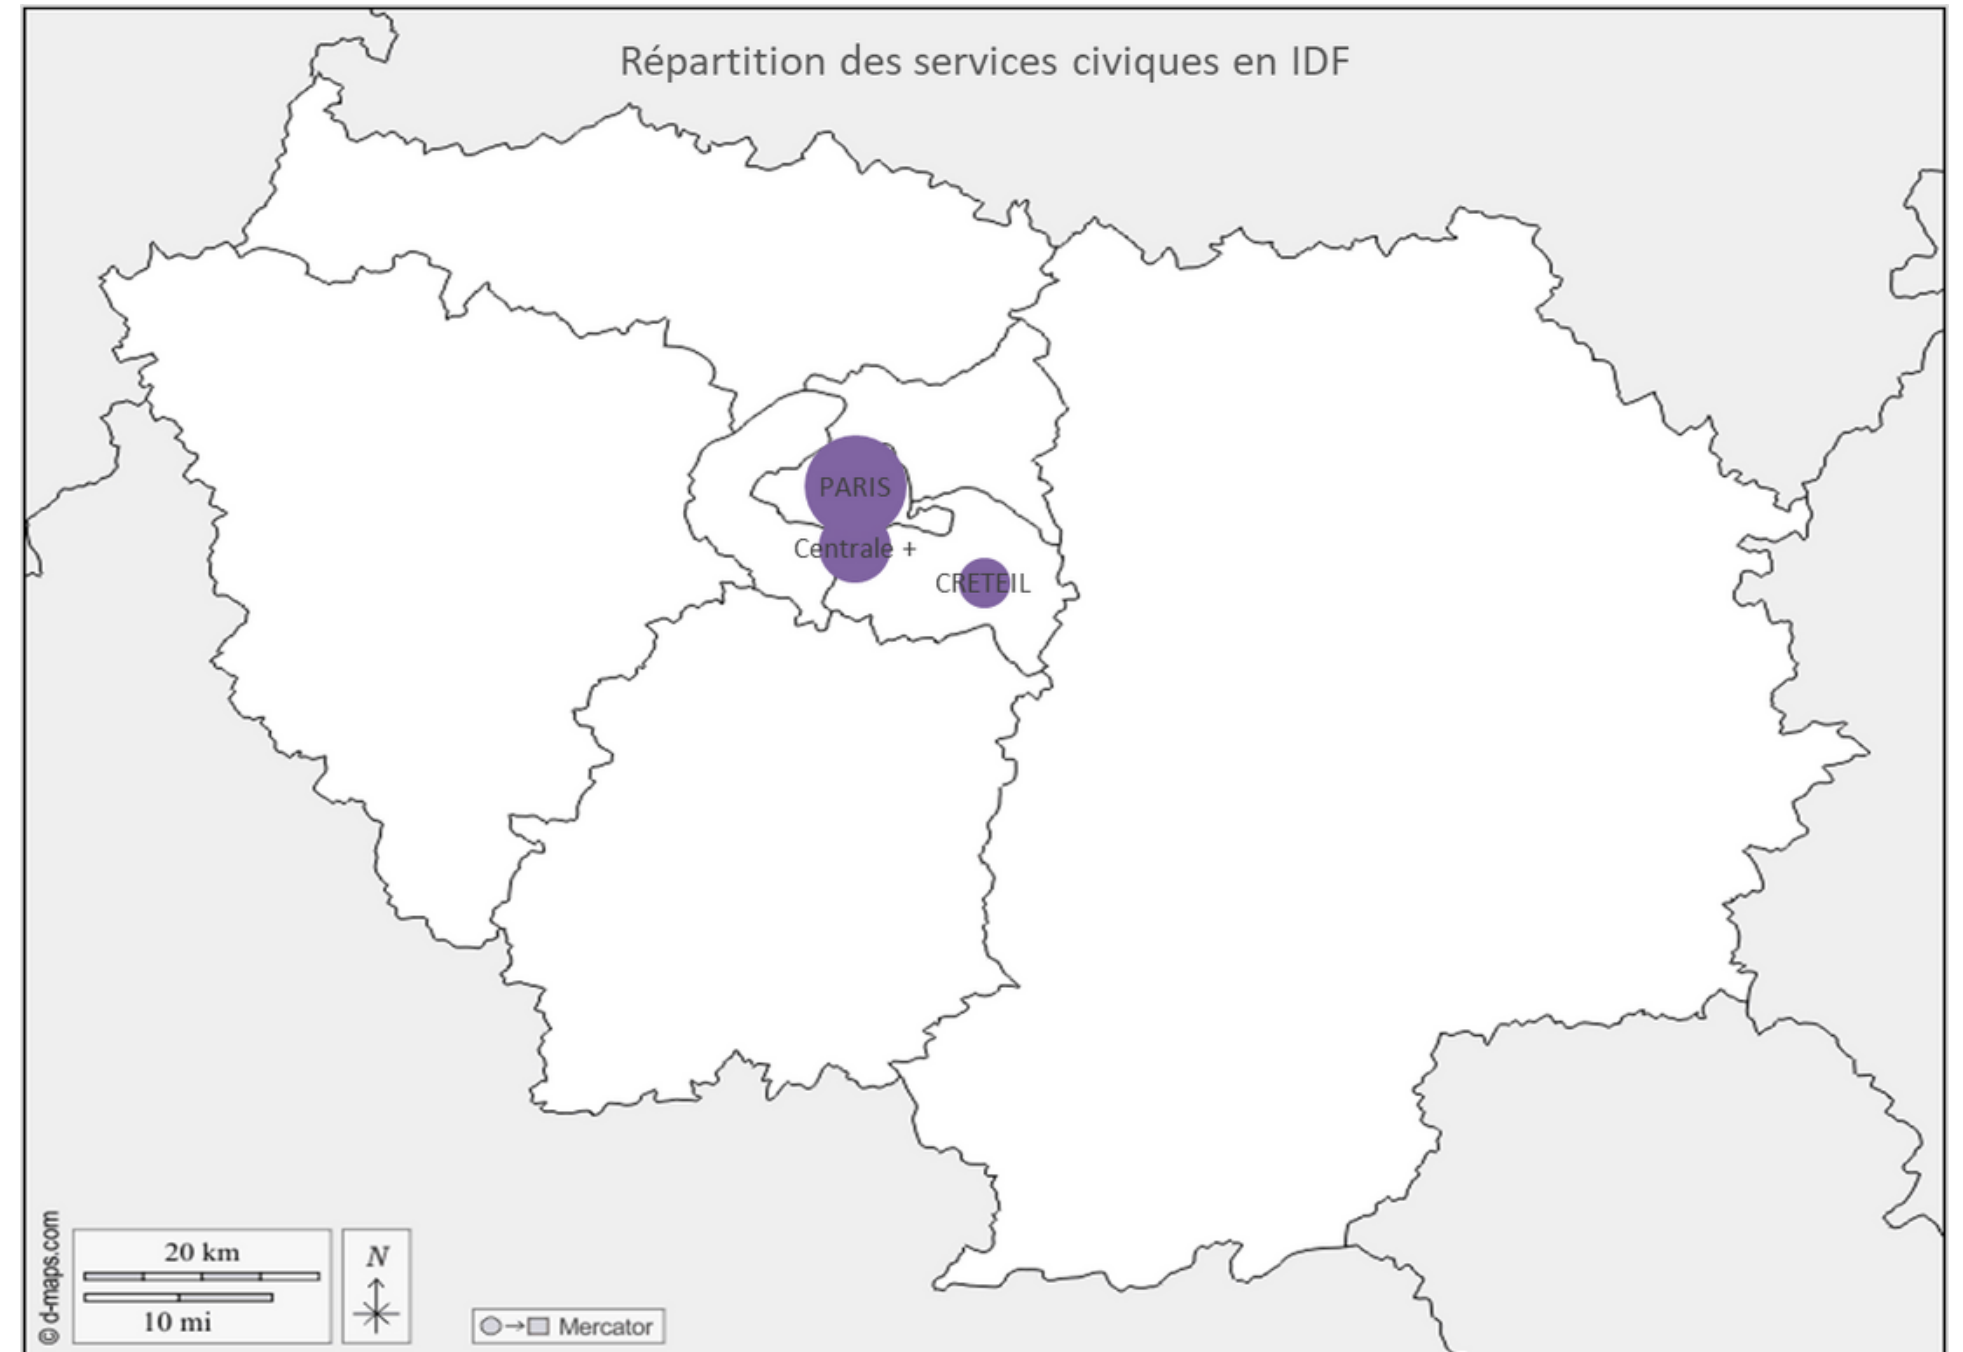 Répartition des services civiques en IDF
PARIS
Centrale +
CRETEIL
© d-maps.com
20 km
10 mi
N
Mercator